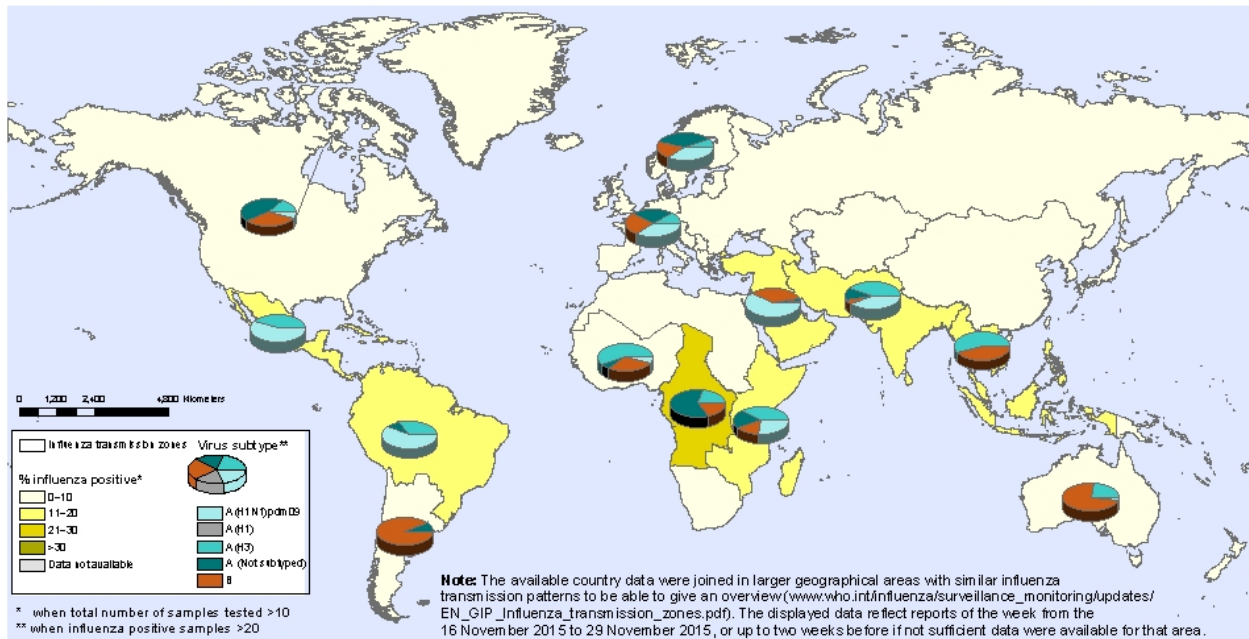 0 1,200 2,400 4,800 Kilometers
Influenza transmission zones
Virus subtype**
% influenza positive*
0-10
11-20
21-30
>30
Data not available
A(H1N1)pdm09
A(H1)
A(H3)
A (Not subtyped)
B
* when total number of samples tested >10
** when influenza positive samples >20
Note: The available country data were joined in larger geographical areas with similar influenza
transmission patterns to be able to give an overview (www.who.int/influenza/surveillance_monitoring/updates/
EN_GIP_Influenza_transmission_zones.pdf). The displayed data reflect reports of the week from the
16 November 2015 to 29 November 2015, or up to two weeks before if not sufficient data were available for that area.